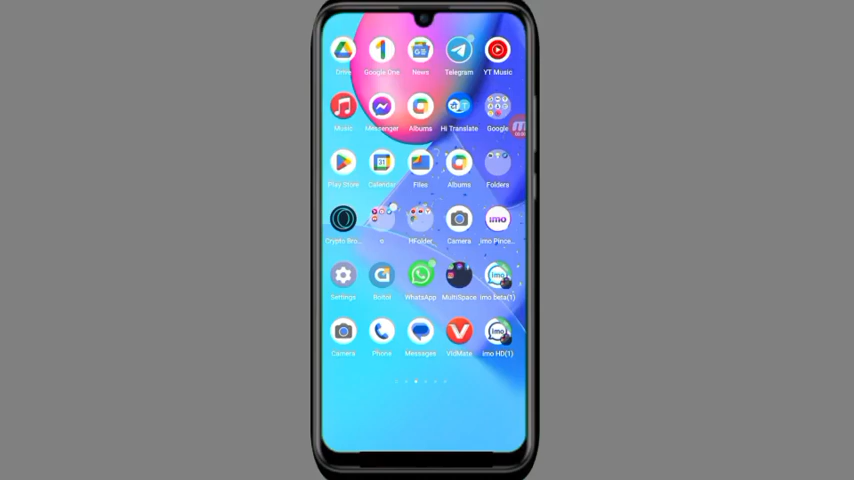 Drive Google One News Telegram YT Music
Music Messenger Albums Hi Translate Google
Play Store Calendar Files Albums Folders
Crypto Bro... HFolder Camera imo Pince...
Settings WhatsApp MultiSpace imo beta(1)
Camera Phone Messages VidMate imo HD(1)